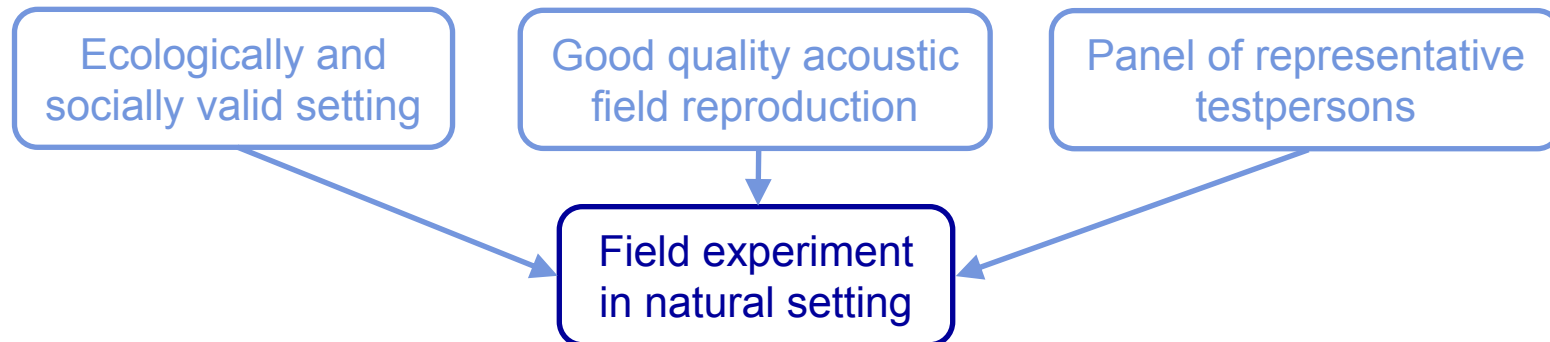 Ecologically and
socially valid setting
Good quality acoustic
field reproduction
Panel of representative
testpersons
Field experiment
in natural setting